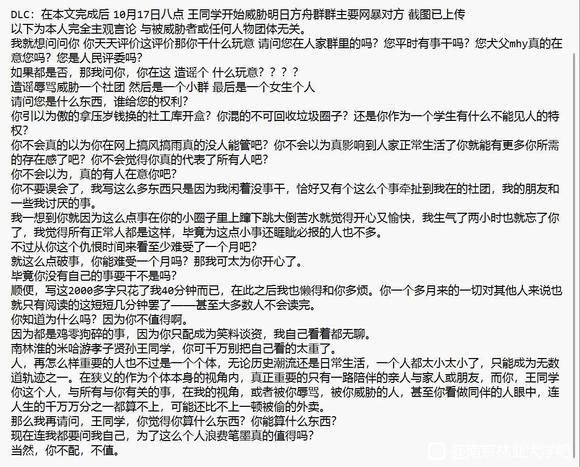 DLC：在本文完成后 10月17日八点 王同学开始威胁明日方舟群群主要网暴对方 截图已上传
以下为本人完全主观言论 与被威胁者或任何人物团体无关。
我就想问问你 你天天评价这评价那你干什么玩意 请问您在人家群里的吗？您平时有事干吗？您犬父mhy真的在意您吗？您是人民评委吗？
如果都是否，那我问你，你在这 造谣个 什么玩意？？？？
造谣辱骂威胁一个社团 然后是一个小群 最后是一个女生个人
请问您是什么东西，谁给您的权利？
你引以为傲的拿压岁钱换的社工库开盒？你混的不可回收垃圾圈子？还是你作为一个学生有什么不能见人的特权？
你不会真的以为你在网上搞风搞雨真的没人能管吧？你不会以为真影响到人家正常生活了你就能有更多你所需的存在感了吧？你不会觉得你真的代表了所有人吧？
你不会以为，真的有人在意你吧？
你不要误会了，我写这么多东西只是因为我闲着没事干，恰好又有个这么个事牵扯到我在的社团，我的朋友和一些我讨厌的事。
我一想到你就因为这么点事在你的小圈子里上蹿下跳大倒苦水就觉得开心又愉快，我生气了两小时也就忘了你了，我觉得所有正常人都是这样，毕竟为这点小事还睚眦必报的人也不多。
不过从你这个仇恨时间来看至少难受了一个月吧？
就这么点破事，你能难受一个月吗？那我可太为你开心了。
毕竟你没有自己的事要干不是吗？
顺便，写这2000多字只花了我40分钟而已，在此之后我也懒得和你多烦。你一个多月来的一切对其他人来说也就只有阅读的这短短几分钟罢了——甚至大多数人不会读完。
你知道为什么吗？因为你不值得啊。
因为都是鸡零狗碎的事，因为你只配成为笑料谈资，我自己看着都无聊。
南林淮的米哈游孝子贤孙王同学，你可千万别把自己看的太重了。
人，再怎么样重要的人也不过是一个个体，无论历史潮流还是日常生活，一个人都太小太小了，只能成为无数道轨迹之一。在狭义的作为个体本身的视角内，真正重要的只有一路陪伴的亲人与家人或朋友，而你，王同学你这个人，与所有与你有关的事，在我的视角，或者被你辱骂，被你威胁的人，甚至你看做同伴的人眼中，连人生的千万万分之一都算不上，可能还比不上一顿被偷的外卖。
那么我再请问，王同学，你觉得你算什么东西？你能算什么东西？
现在连我都要问我自己，为了这么个人浪费笔墨真的值得吗？
当然，你不配，不值。